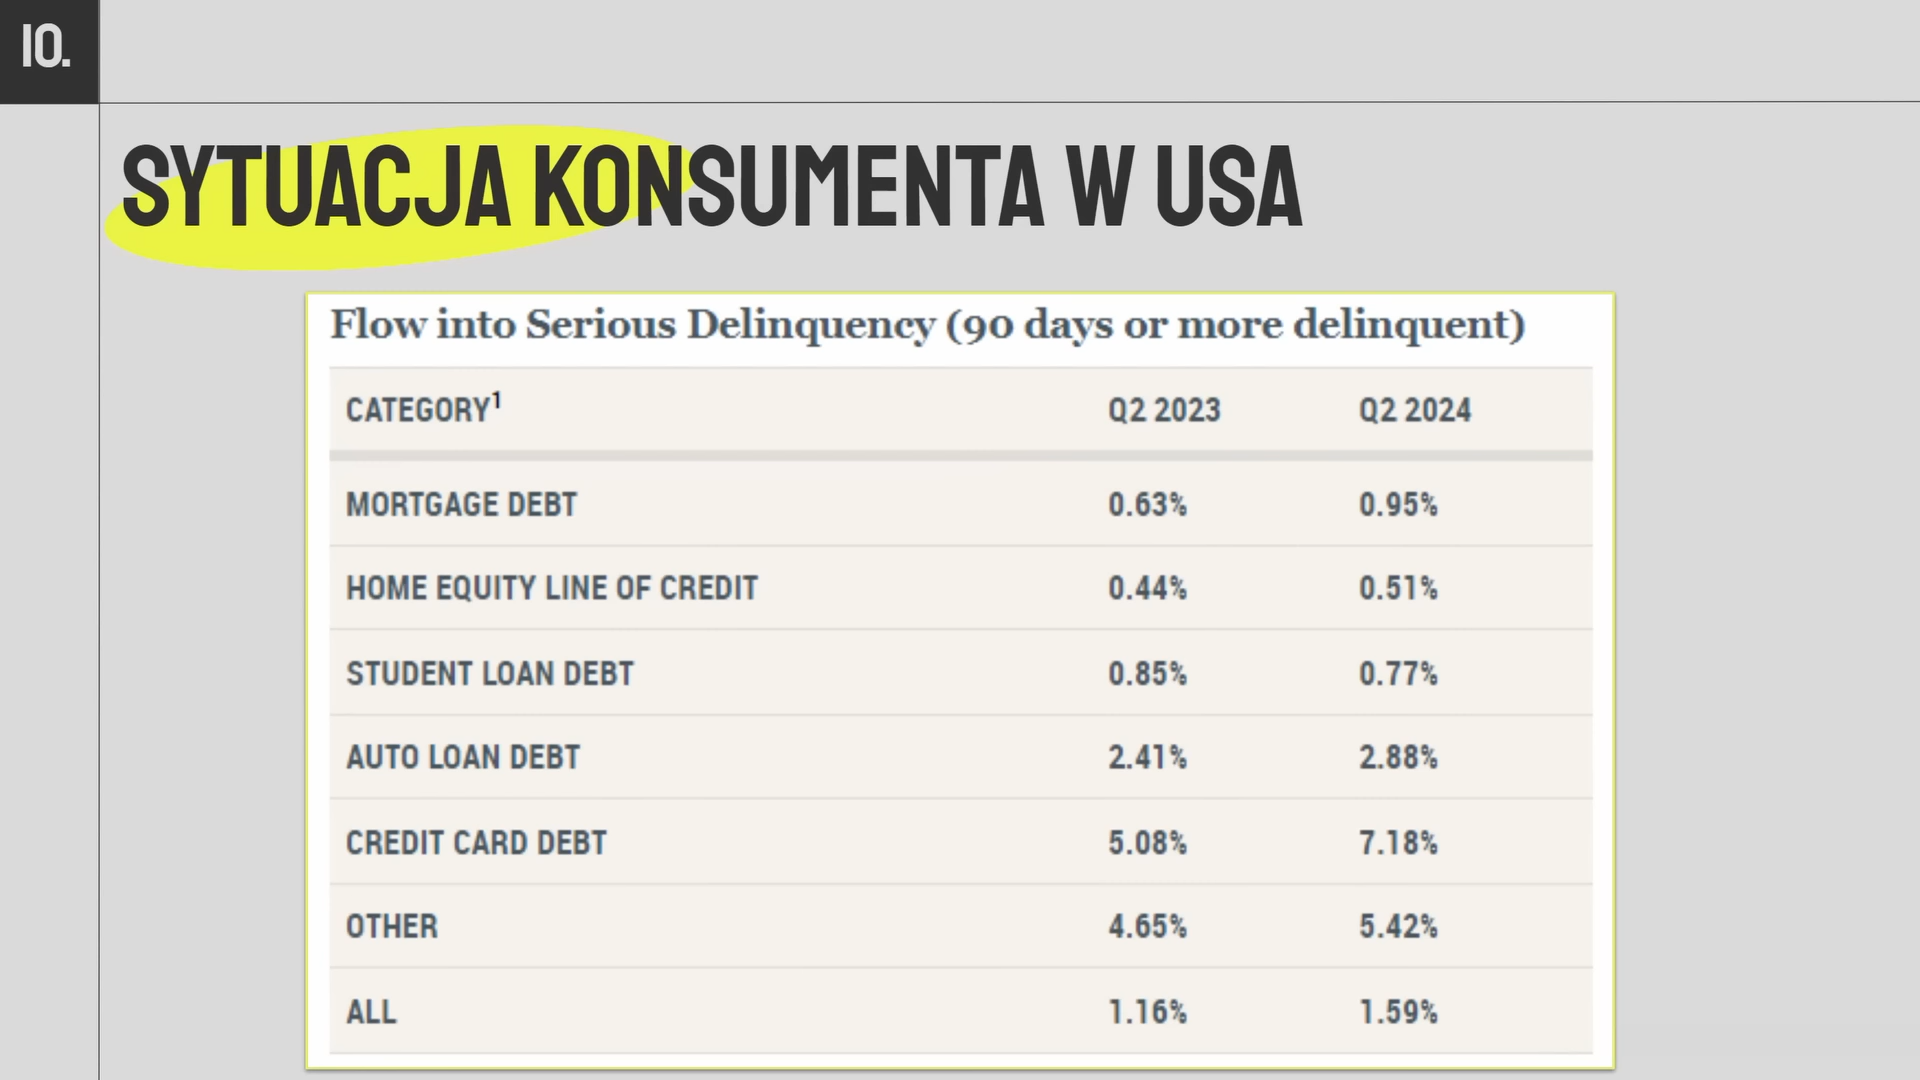 10.
SYTUACJA KONSUMENTA W USA
Flow into Serious Delinquency (90 days or more delinquent)
CATEGORY¹ Q2 2023 Q2 2024
MORTGAGE DEBT 0.63% 0.95%
HOME EQUITY LINE OF CREDIT 0.44% 0.51%
STUDENT LOAN DEBT 0.85% 0.77%
AUTO LOAN DEBT 2.41% 2.88%
CREDIT CARD DEBT 5.08% 7.18%
OTHER 4.65% 5.42%
ALL 1.16% 1.59%